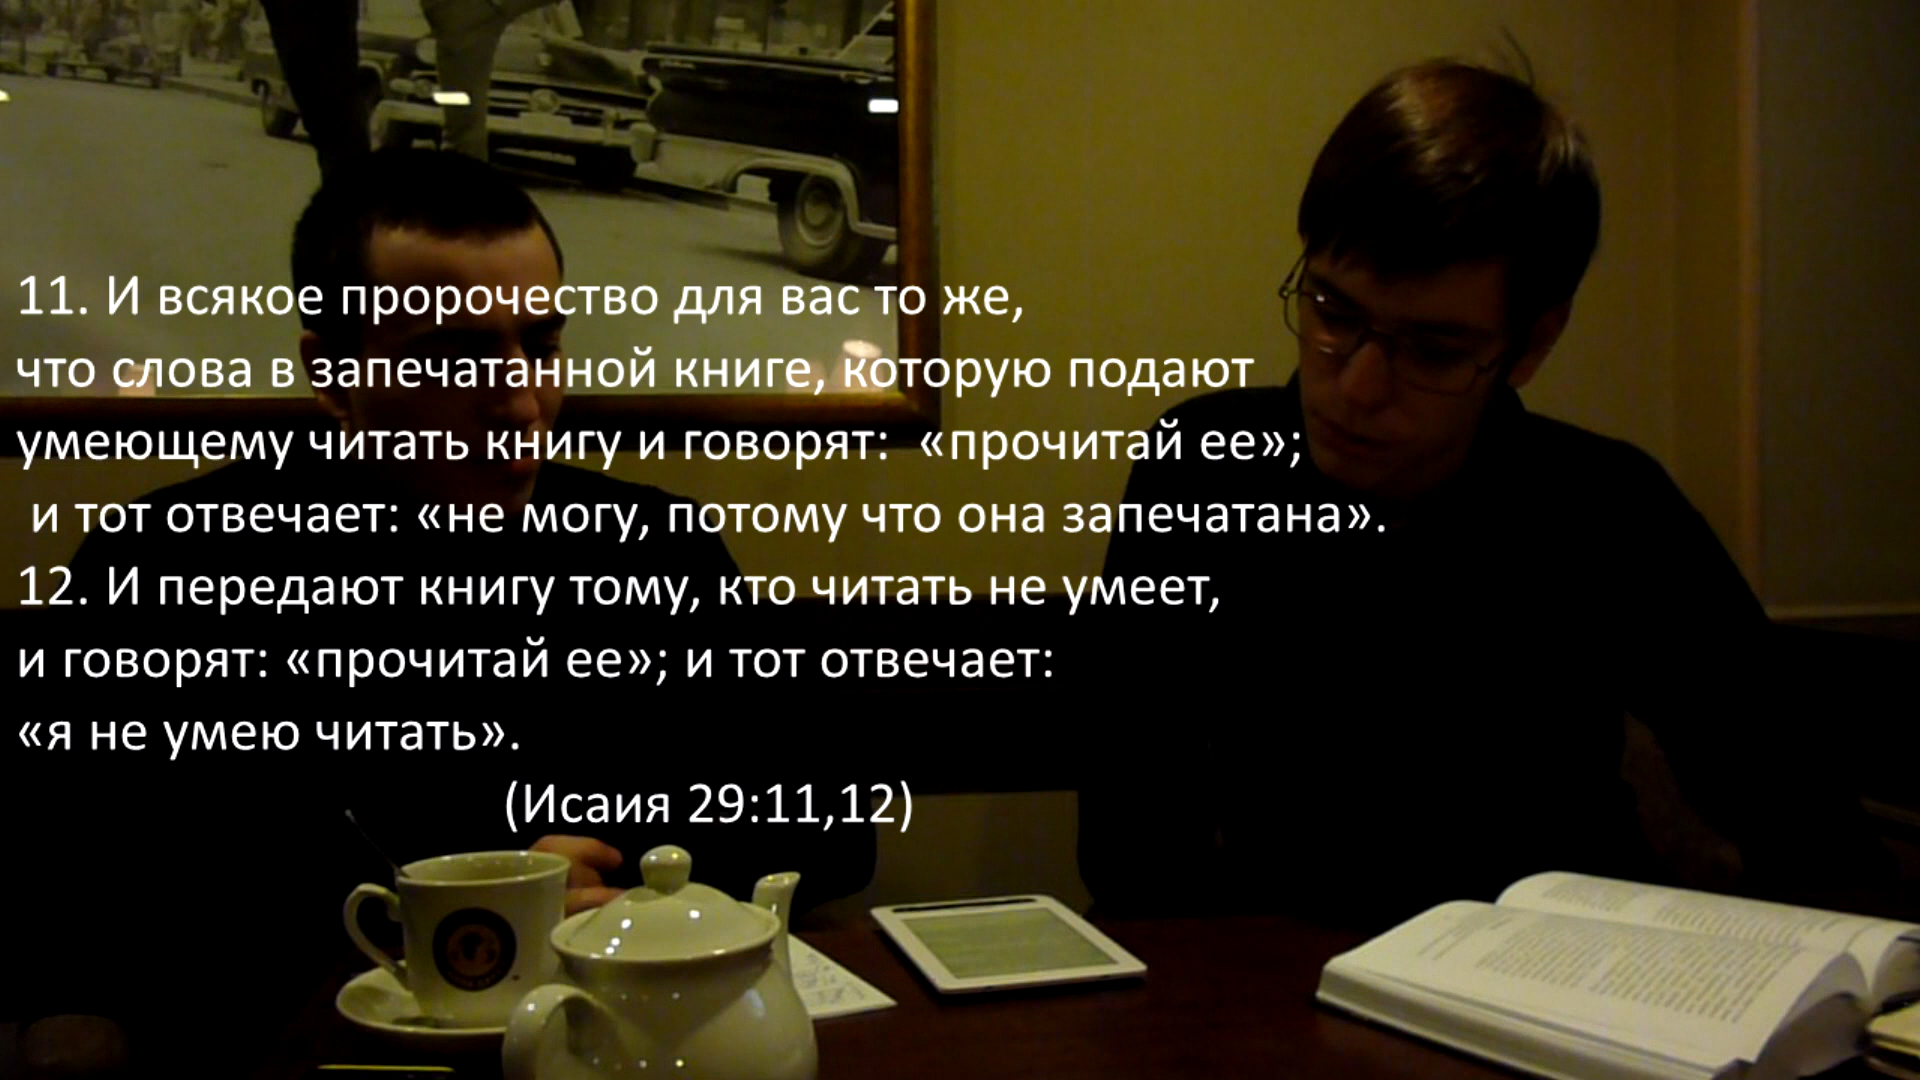 11. И всякое пророчество для вас то же,
что слова в запечатанной книге, которую подают
умеющему читать книгу и говорят: «прочитай ее»;
и тот отвечает: «не могу, потому что она запечатана».
12. И передают книгу тому, кто читать не умеет,
и говорят: «прочитай ее»; и тот отвечает:
«я не умею читать».
(Исаия 29:11,12)